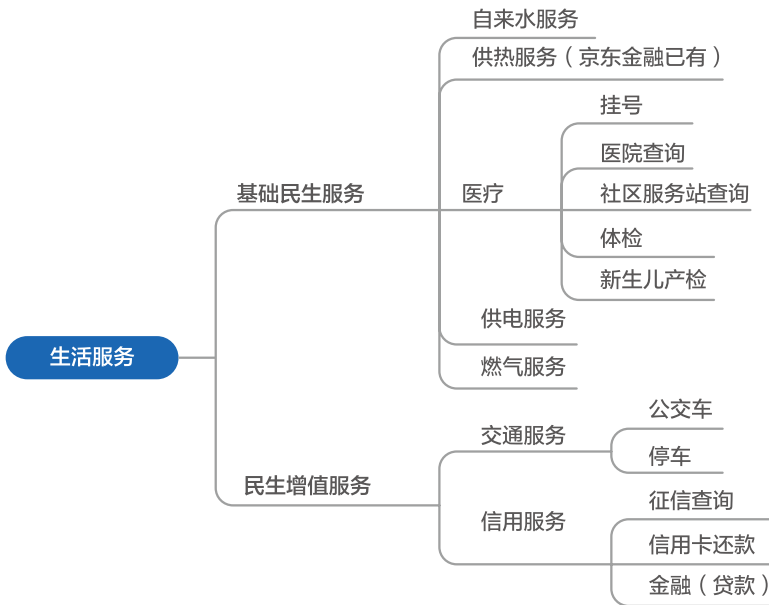 自来水服务
供热服务（京东金融已有）
挂号
医院查询
基础民生服务
医疗
社区服务站查询
体检
新生儿产检
供电服务
生活服务
燃气服务
公交车
交通服务
停车
民生增值服务
征信查询
信用服务
信用卡还款
金融（贷款）